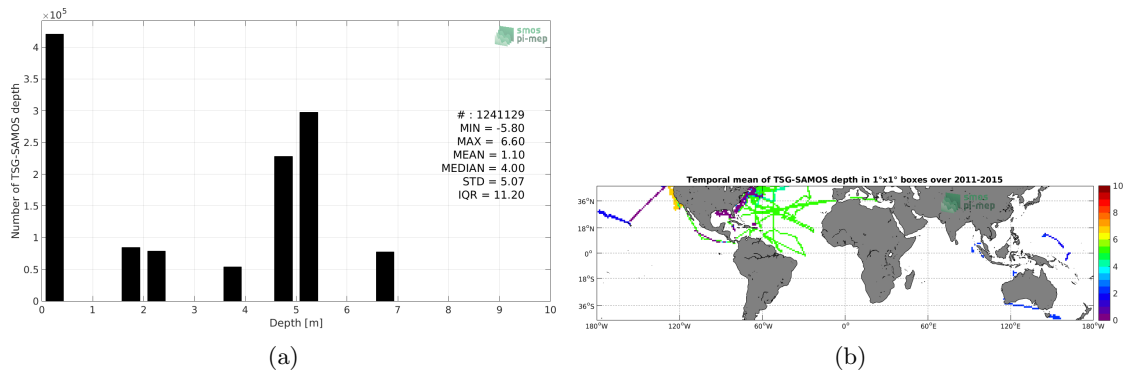 ×10⁵
smos
pi-mep
4
3.5
3
2.5
2
1.5
1
0.5
0
Number of TSG-SAMOS depth
# : 1241129
MIN = -5.80
MAX = 6.60
MEAN = 1.10
MEDIAN = 4.00
STD = 5.07
IQR = 11.20
0 1 2 3 4 5 6 7 8 9 10
Depth [m]
(a)
Temporal mean of TSG-SAMOS depth in 1°x1° boxes over 2011-2015
smos
pi-mep
36°N
18°N
0°
18°S
36°S
180°W 120°W 60°W 0° 60°E 120°E 180°W
10
8
6
4
2
0
(b)